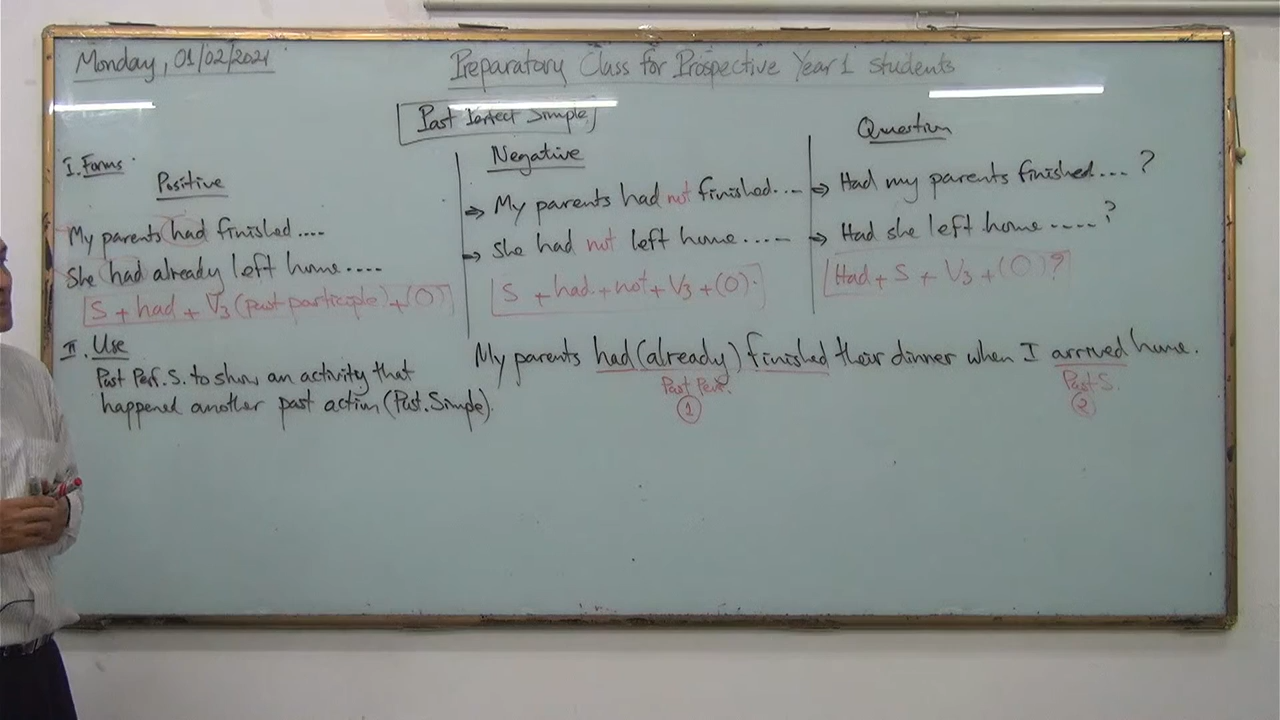 Monday, 01/02/2021
Preparatory Class for Prospective Year 1 Students
Past Perfect Simple
I. Forms
Positive
My parents had finished ....
She had already left home ....
S + had + V3 (past participle) + (O)
Negative
⇒ My parents had not finished ....
⇒ She had not left home .....
S + had + not + V3 + (O).
Question
⇒ Had my parents finished .... ?
⇒ Had she left home ..... ?
Had + S + V3 + (O) ?
II. Use
Past Perf. S. to show an activity that
happened another past action (Past. Simple).
My parents had (already) finished their dinner when I arrived home.
Past Perf.
1
Past S.
2